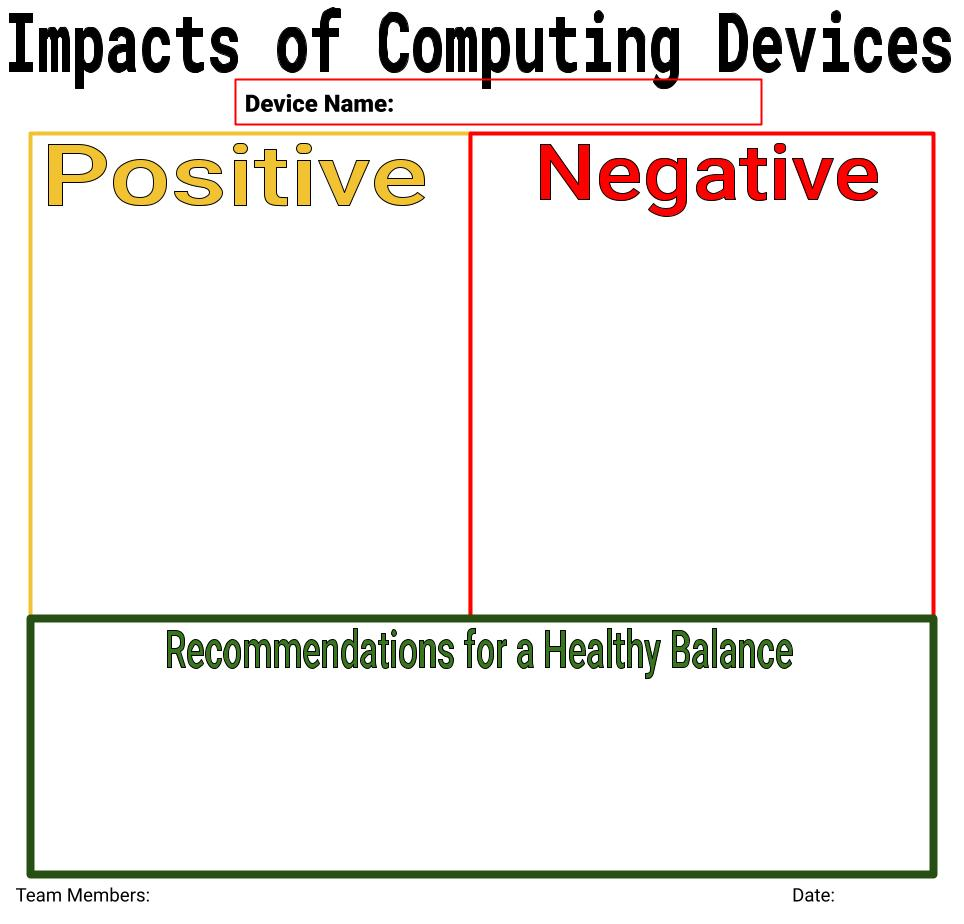 Impacts of Computing Devices
Device Name:
Positive
Negative
Recommendations for a Healthy Balance
Team Members:
Date: